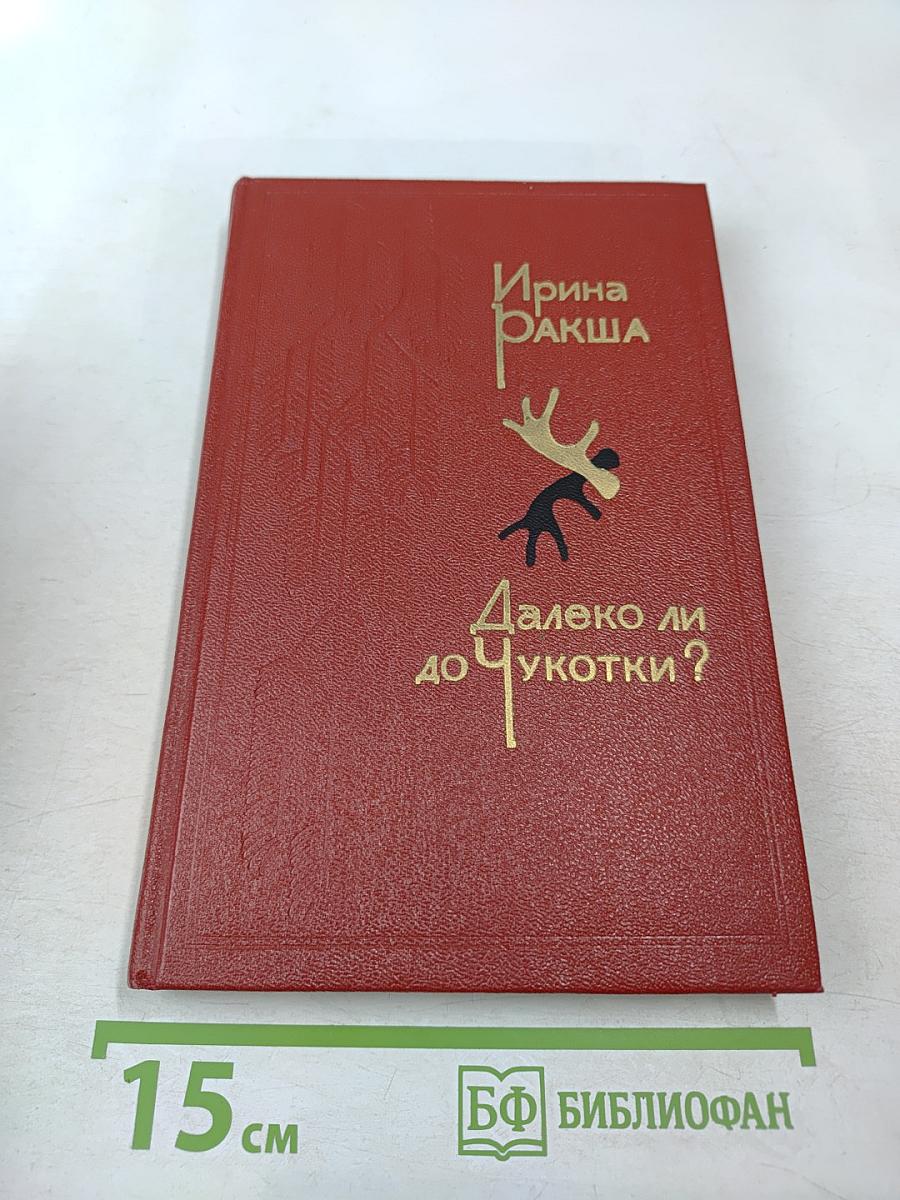 Ирина
РАКША
Далеко ли
до Чукотки?
15 см
БФ БИБЛИОФАН